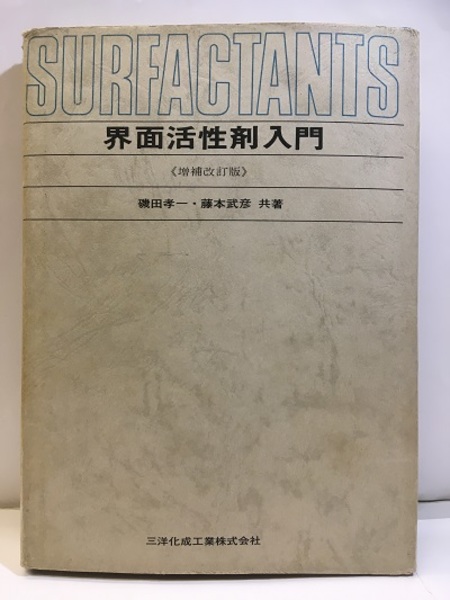 SURFACTANTS
界面活性剤入門
《増補改訂版》
磯田孝一・藤本武彦 共著
三洋化成工業株式会社